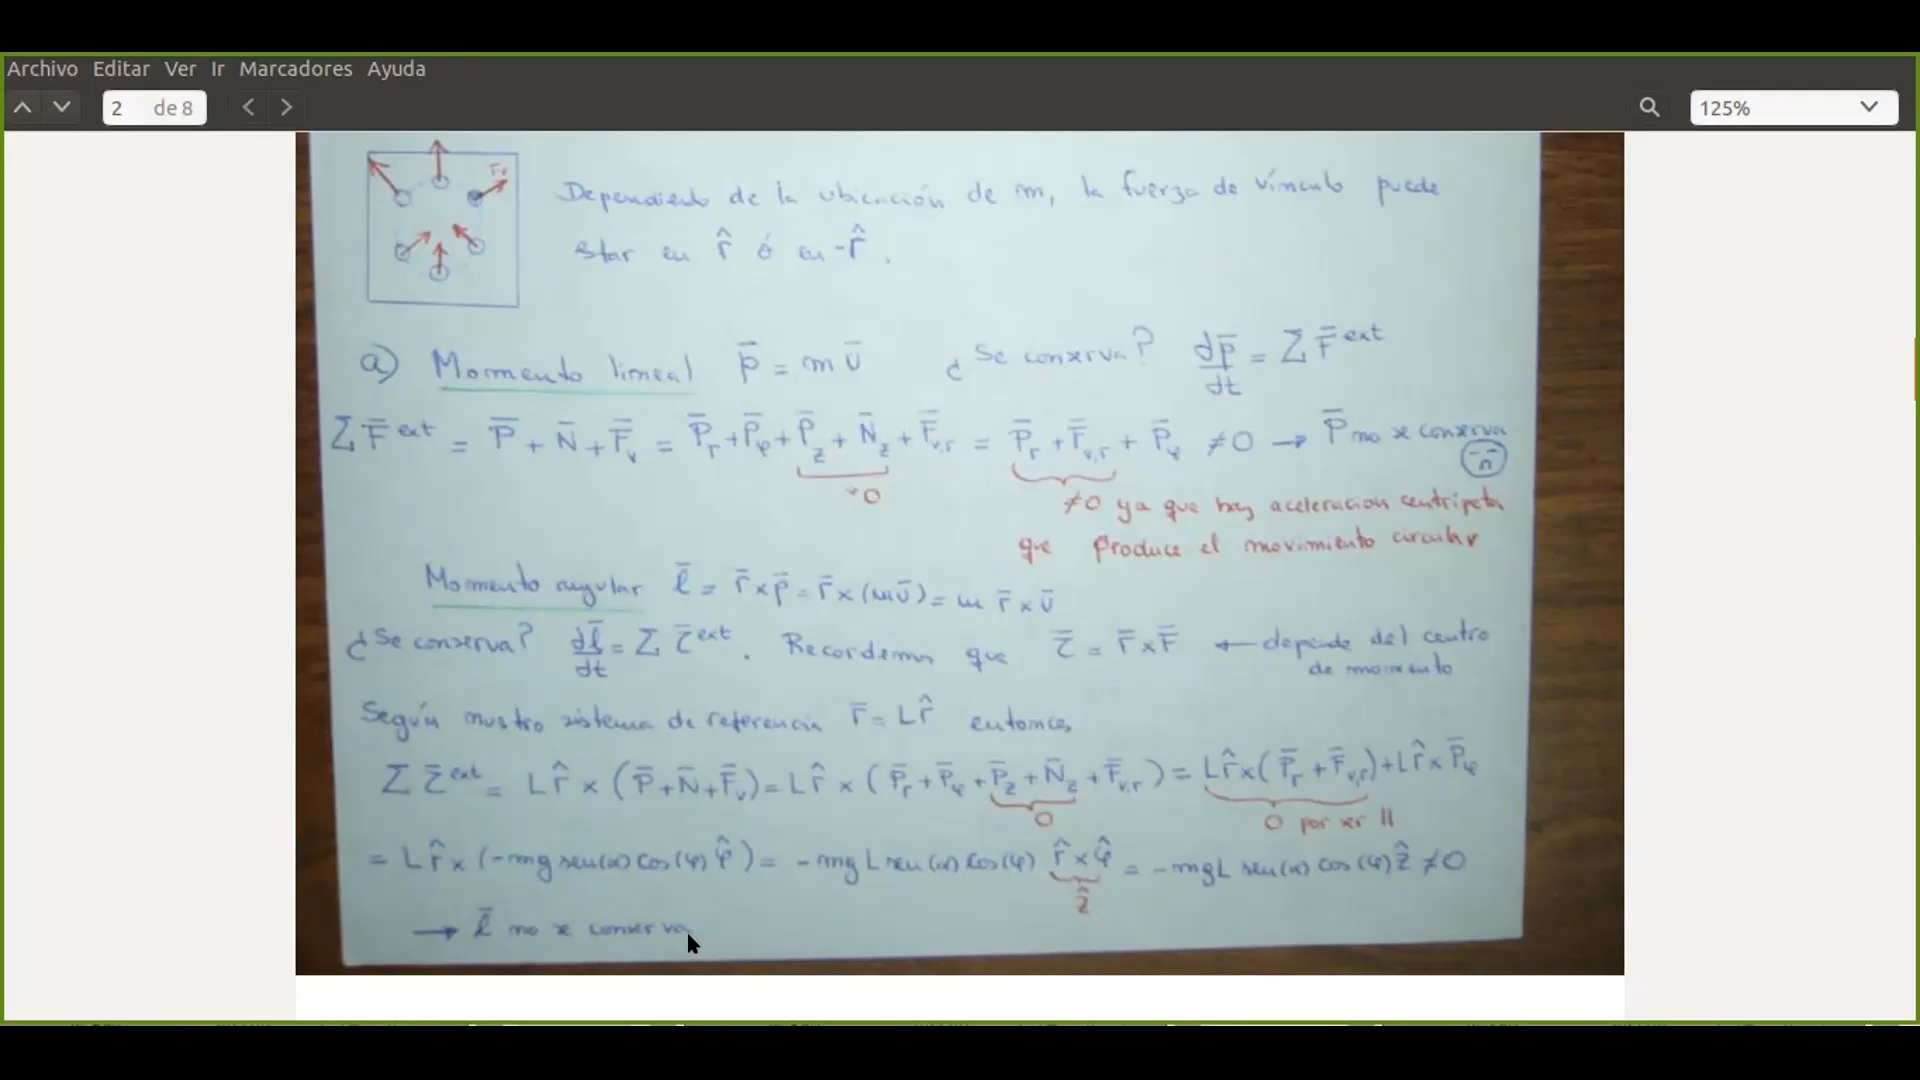 Archivo Editar Ver Ir Marcadores Ayuda
2 de 8
125%
Fv
Dependiendo de la ubicación de m, la fuerza de vínculo puede
estar en r̂ ó en -r̂.
a) Momento lineal p̄ = m v̄ ¿Se conserva? dp̄/dt = Σ F̄ᵉˣᵗ
Σ F̄ᵉˣᵗ = P̄ + N̄ + F̄ᵥ = P̄r + P̄φ + P̄z + N̄z + F̄v,r = P̄r + F̄v,r + P̄φ ≠ 0 → P̄ no se conserva
= 0
≠ 0 ya que hay aceleracion centripeta
que produce el movimiento circular
Momento angular l̄ = r̄ × p̄ = r̄ × (m v̄) = m r̄ × v̄
¿Se conserva? dl̄/dt = Σ τ̄ᵉˣᵗ. Recordemos que τ̄ = r̄ × F̄ ← depende del centro
de momento
Según nuestro sistema de referencia r̄ = L r̂ entonces
Σ τ̄ᵉˣᵗ = L r̂ × (P̄ + N̄ + F̄ᵥ) = L r̂ × (P̄r + P̄φ + P̄z + N̄z + F̄v,r) = L r̂ × (P̄r + F̄v,r) + L r̂ × P̄φ
0
0 por ser ||
= L r̂ × (-mg sen(α) cos(φ) φ̂) = -mg L sen(α) cos(φ) r̂ × φ̂ = -mgL sen(α) cos(φ) ẑ ≠ 0
ẑ
→ l̄ no se conserva